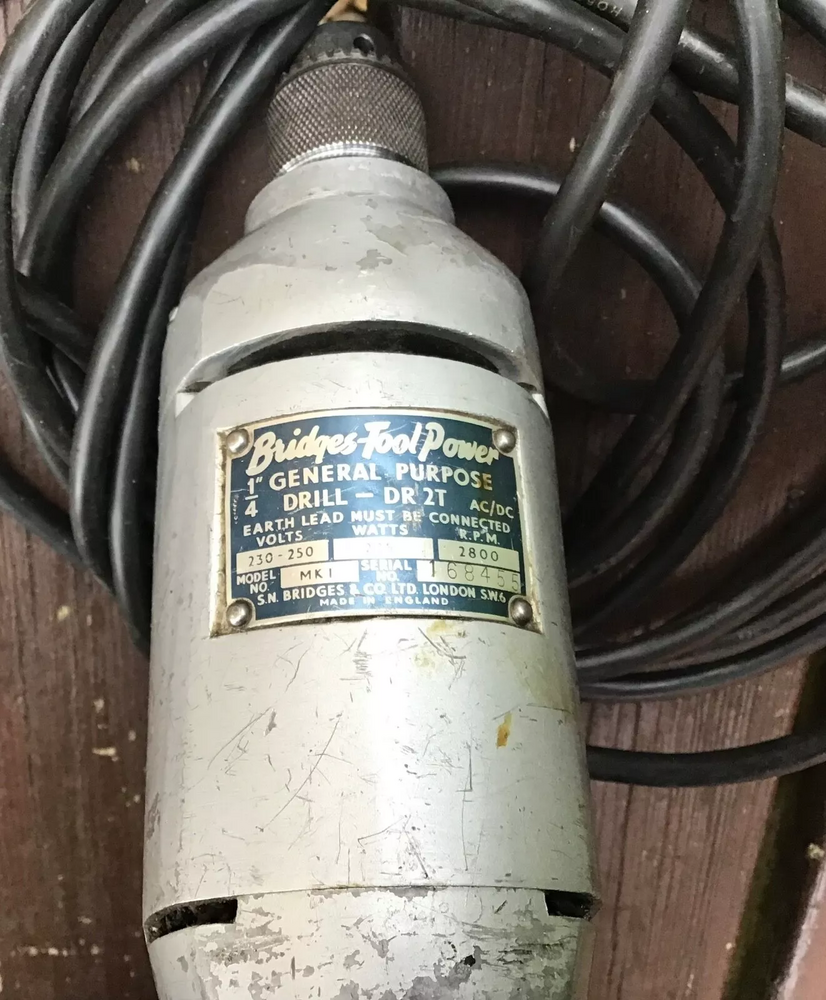 Bridges-Tool Power
1/4" GENERAL PURPOSE
DRILL — DR 2T AC/DC
EARTH LEAD MUST BE CONNECTED
VOLTS WATTS R.P.M.
230-250 2800
MODEL NO. MK1 SERIAL NO. 168455
S.N. BRIDGES & CO. LTD. LONDON S.W.6
MADE IN ENGLAND